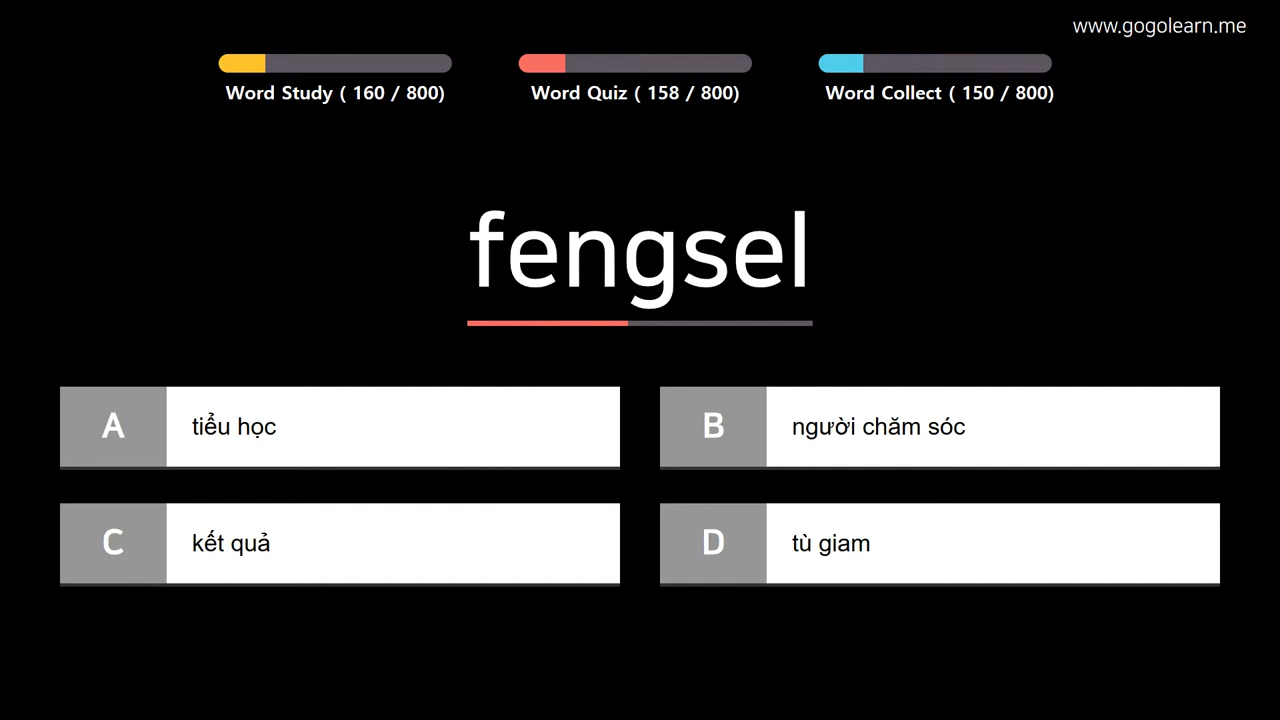 www.gogolearn.me
Word Study ( 160 / 800)
Word Quiz ( 158 / 800)
Word Collect ( 150 / 800)
fengsel
A
tiểu học
B
người chăm sóc
C
kết quả
D
tù giam